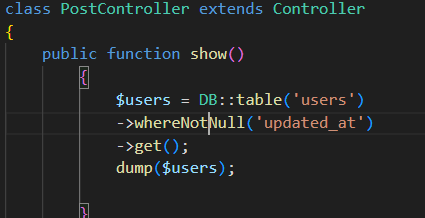 class PostController extends Controller
{
public function show()
{
$users = DB::table('users')
->whereNotNull('updated_at')
->get();
dump($users);
}